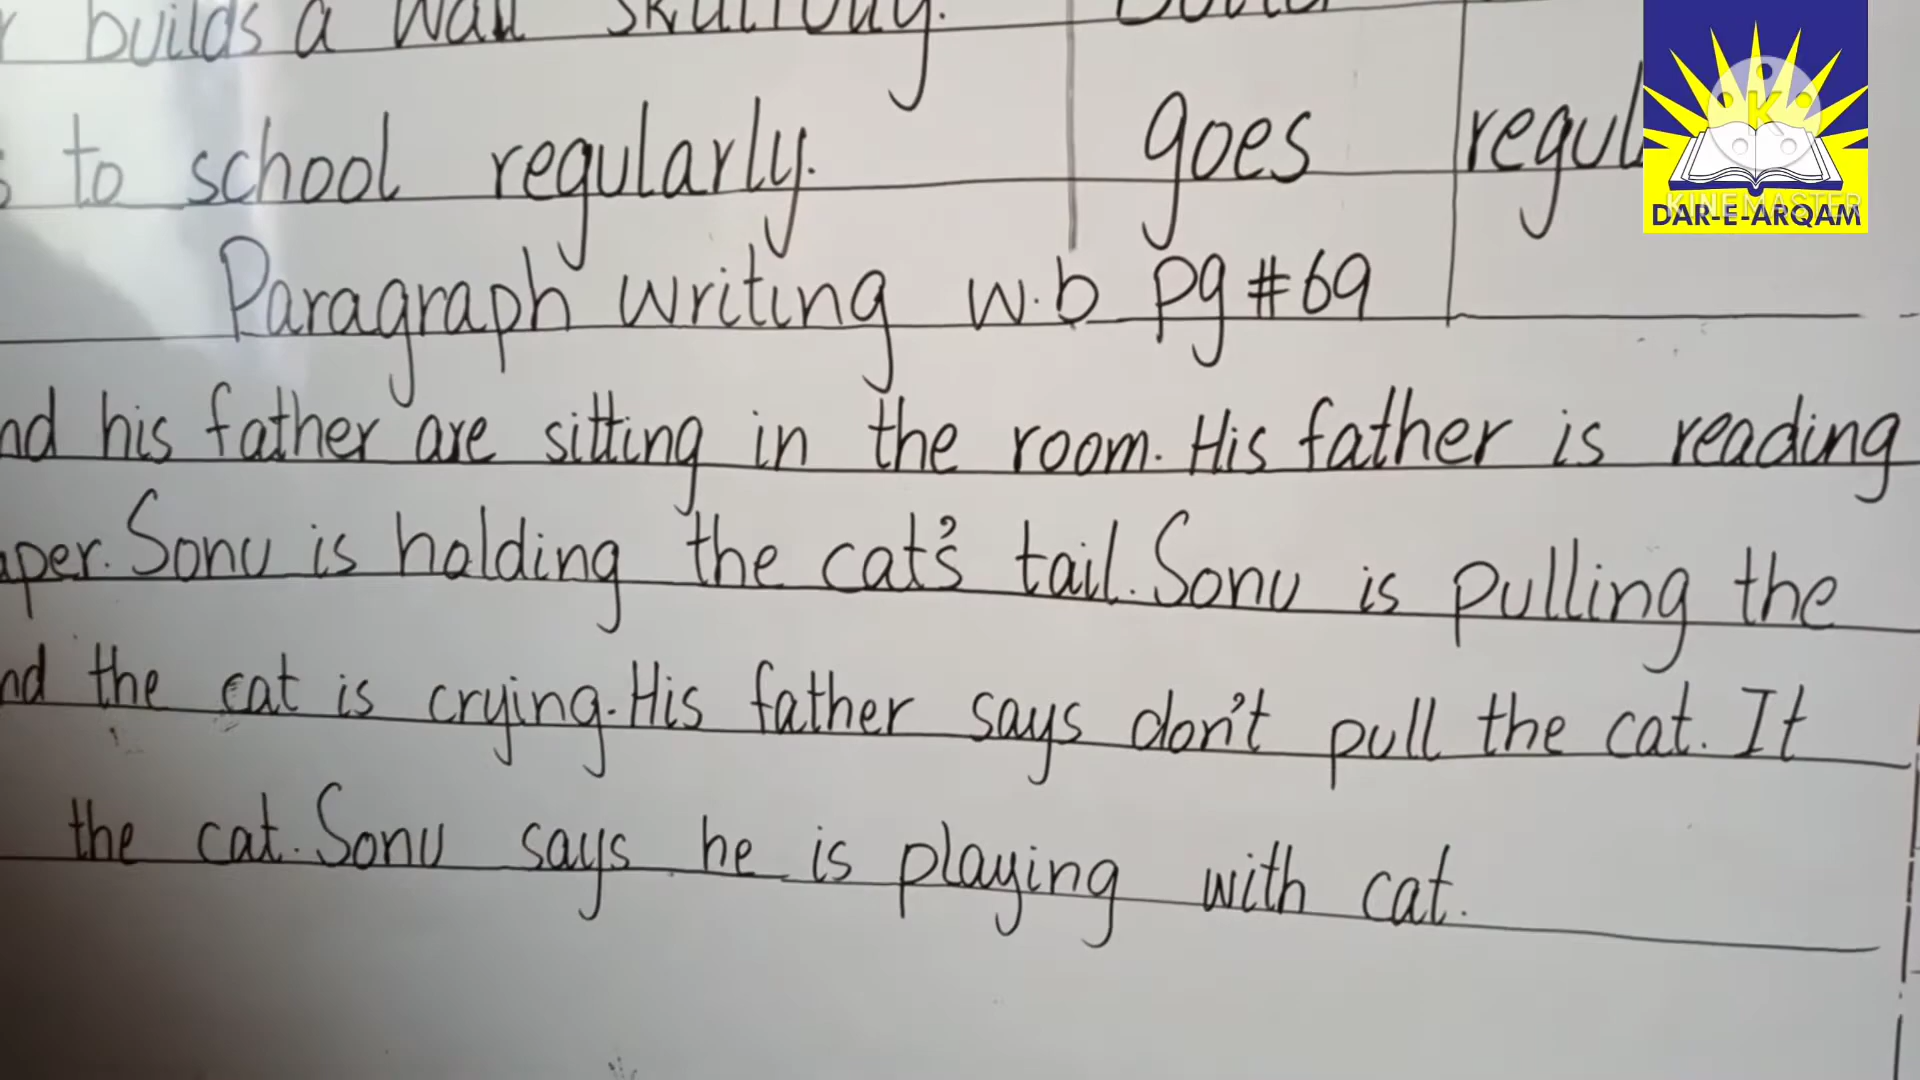 builds a wall skillfully.
to school regularly. goes regul
Paragraph writing w.b pg #69
nd his father are sitting in the room. His father is reading
aper. Sonu is holding the cat's tail. Sonu is pulling the
nd the cat is crying. His father says don't pull the cat. It
the cat. Sonu says he is playing with cat.
K
KINEMASTER
DAR-E-ARQAM